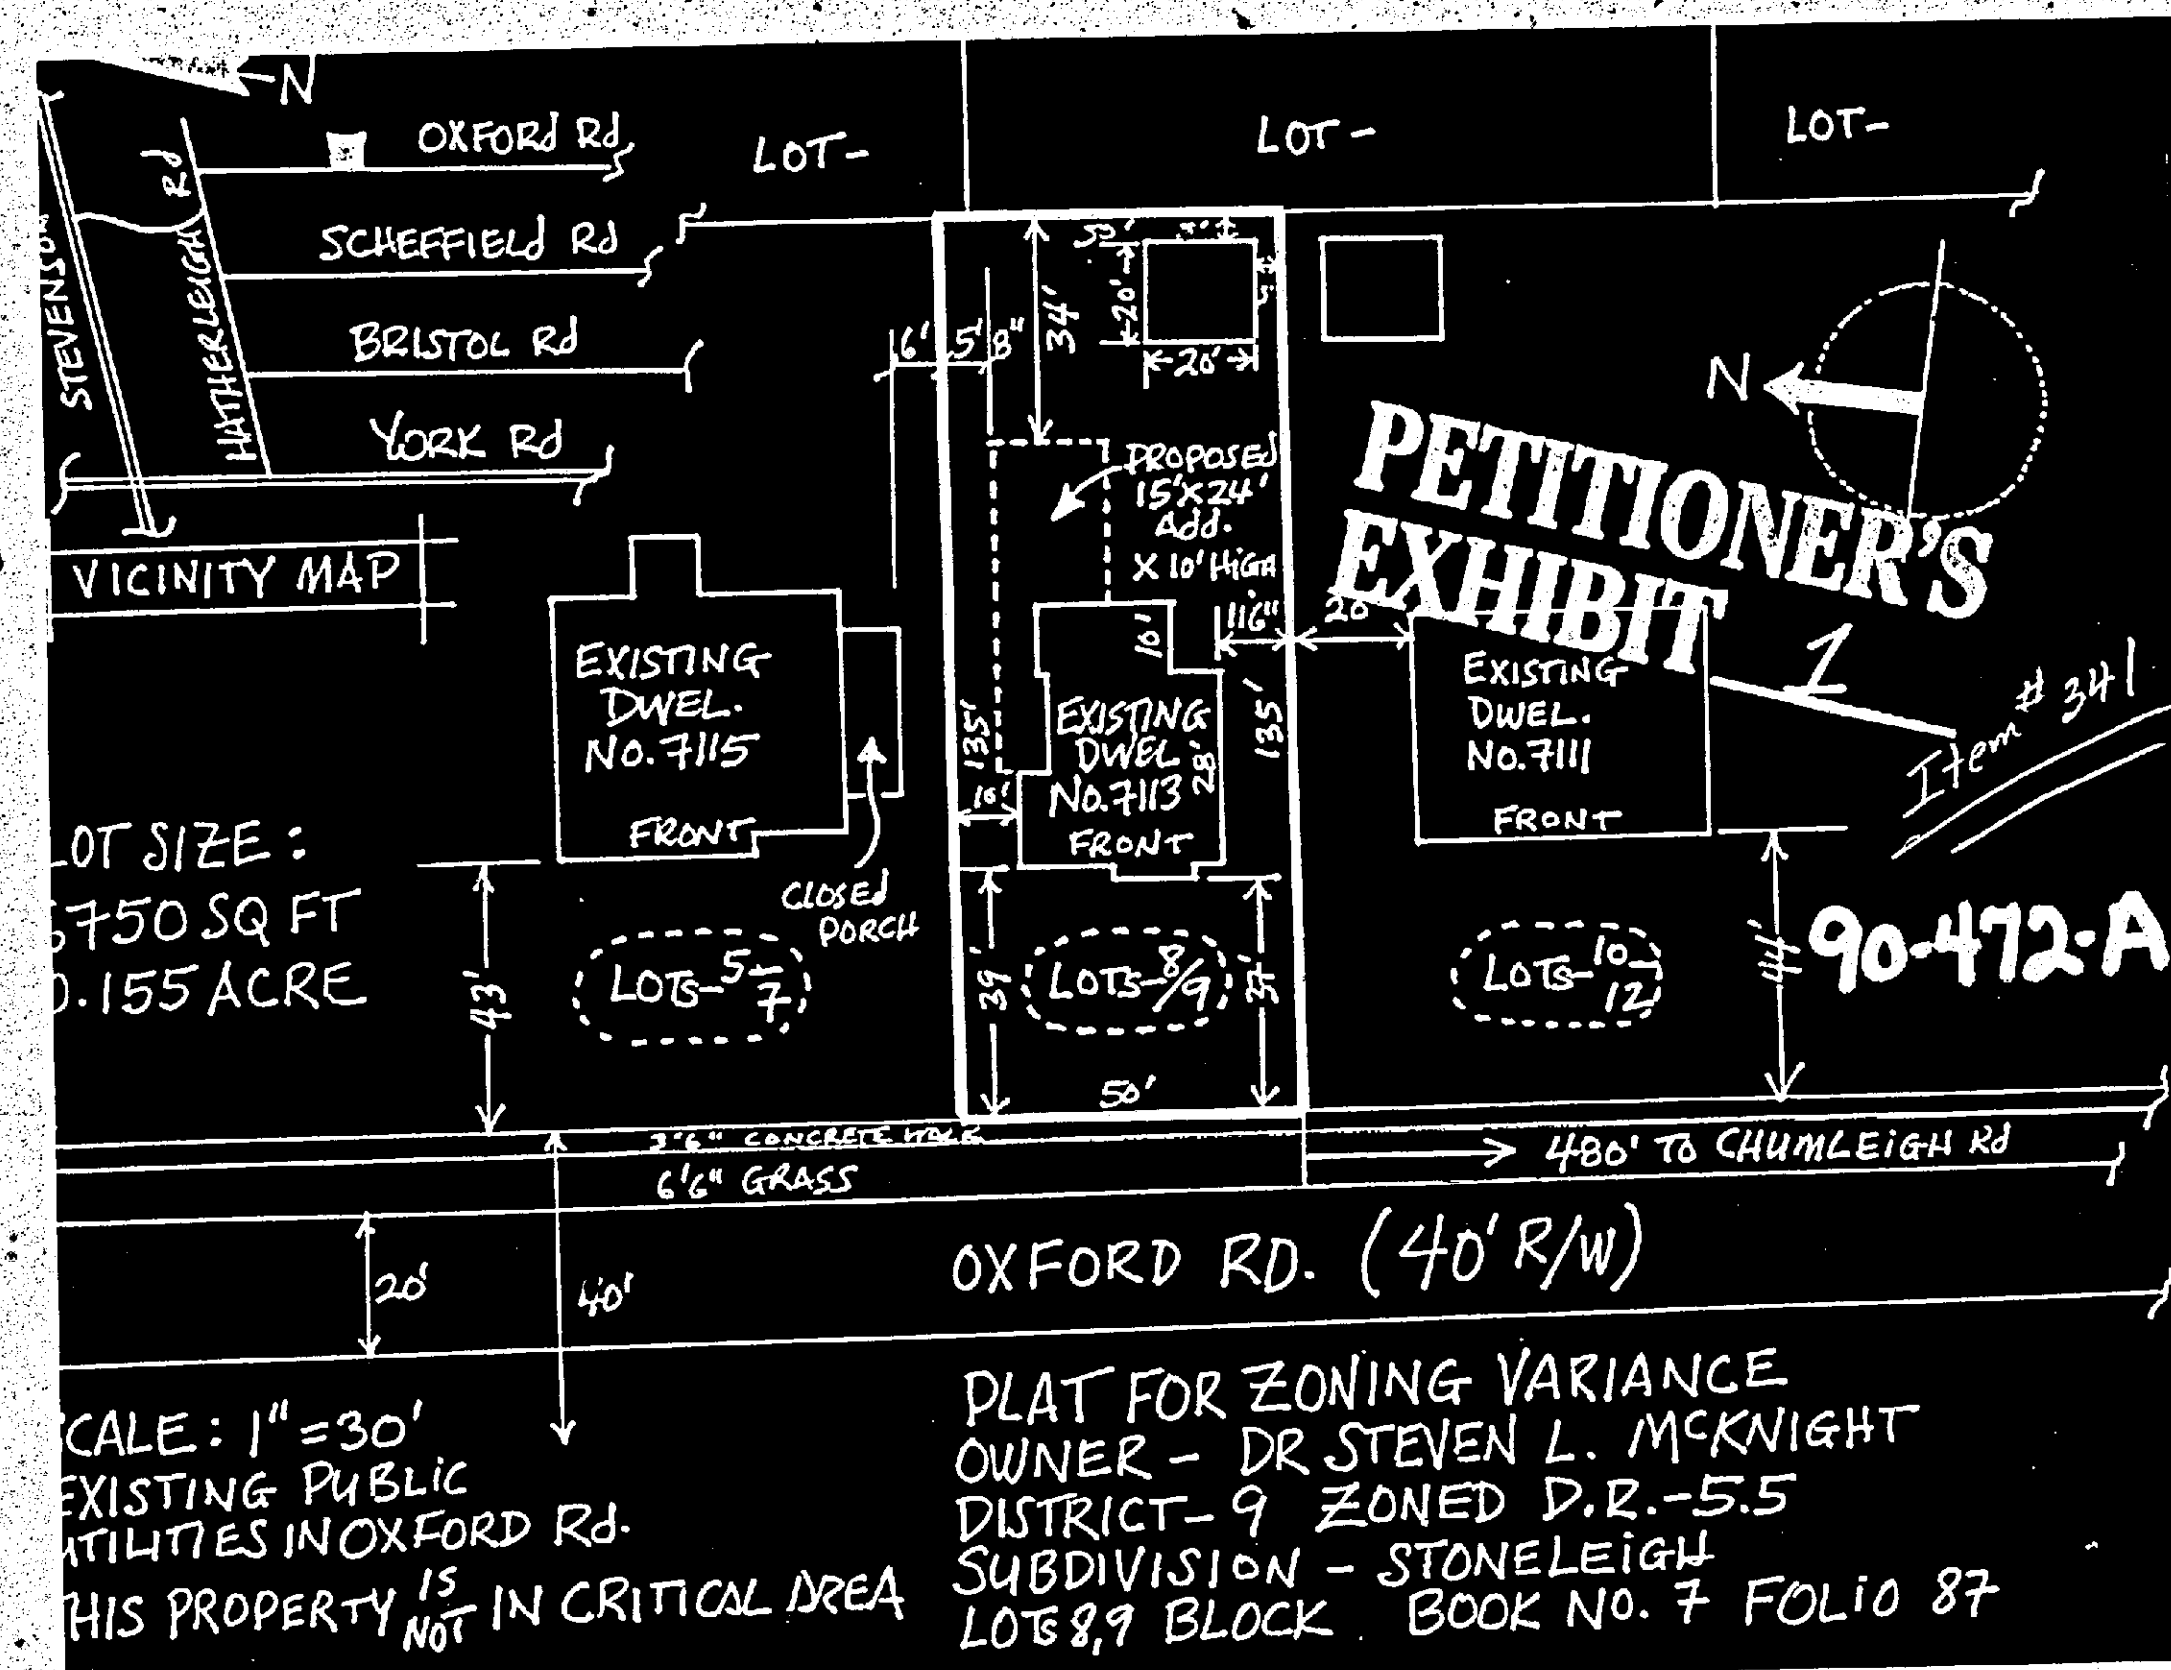 N
OXFORD Rd
SCHEFFIELD Rd
BRISTOL Rd
YORK Rd
STEVENSON
HATHERLEIGH Rd
VICINITY MAP
LOT-
LOT-
LOT-
34'
20'
20'
16'
5'
8"
PROPOSED
15'X24'
Add.
X 10' HIGH
N
PETITIONER'S
EXHIBIT 1
Item # 341
90-472-A
EXISTING
DWEL.
NO. 7115
FRONT
CLOSED
PORCH
EXISTING
DWEL
NO. 7113
FRONT
10'
28'
10'
11'6"
20
135'
135'
EXISTING
DWEL.
NO. 7111
FRONT
LOT SIZE:
6750 SQ FT
0.155 ACRE
43'
LOTS-5-7
39'
LOTS-8/9
37'
LOTS-10-12
44'
50'
3'6" CONCRETE WALK
6'6" GRASS
480' TO CHUMLEIGH Rd
20'
40'
OXFORD RD. (40' R/W)
SCALE: 1"=30'
EXISTING PUBLIC
UTILITIES IN OXFORD Rd.
THIS PROPERTY IS NOT IN CRITICAL AREA
PLAT FOR ZONING VARIANCE
OWNER - DR STEVEN L. McKNIGHT
DISTRICT-9 ZONED D.R.-5.5
SUBDIVISION - STONELEIGH
LOTS 8,9 BLOCK BOOK NO. 7 FOLIO 87